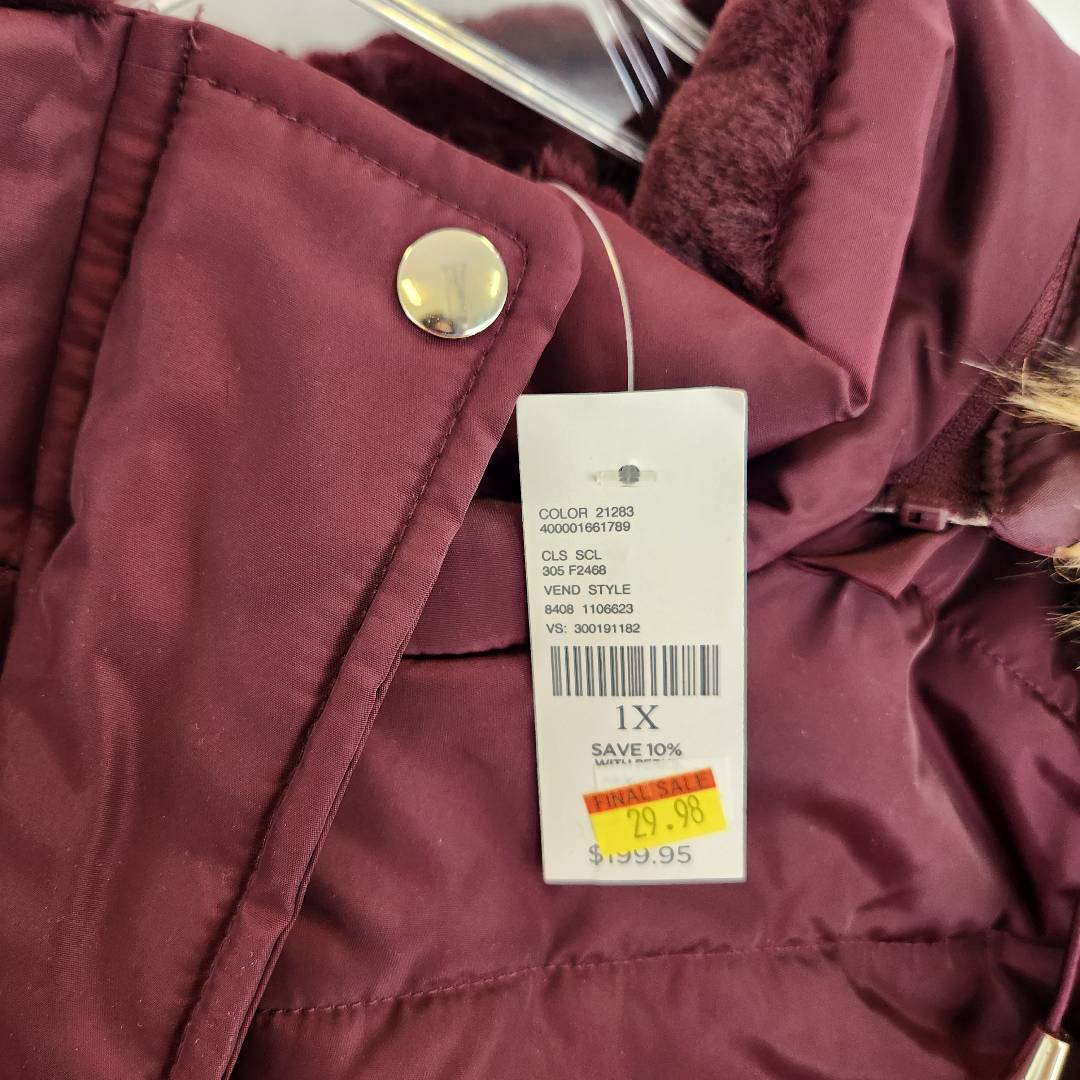 COLOR 21283
400001661789
CLS SCL
305 F2468
VEND STYLE
8408 1106623
VS: 300191182
1X
SAVE 10%
WITH
FINAL SALE
29.98
$199.95